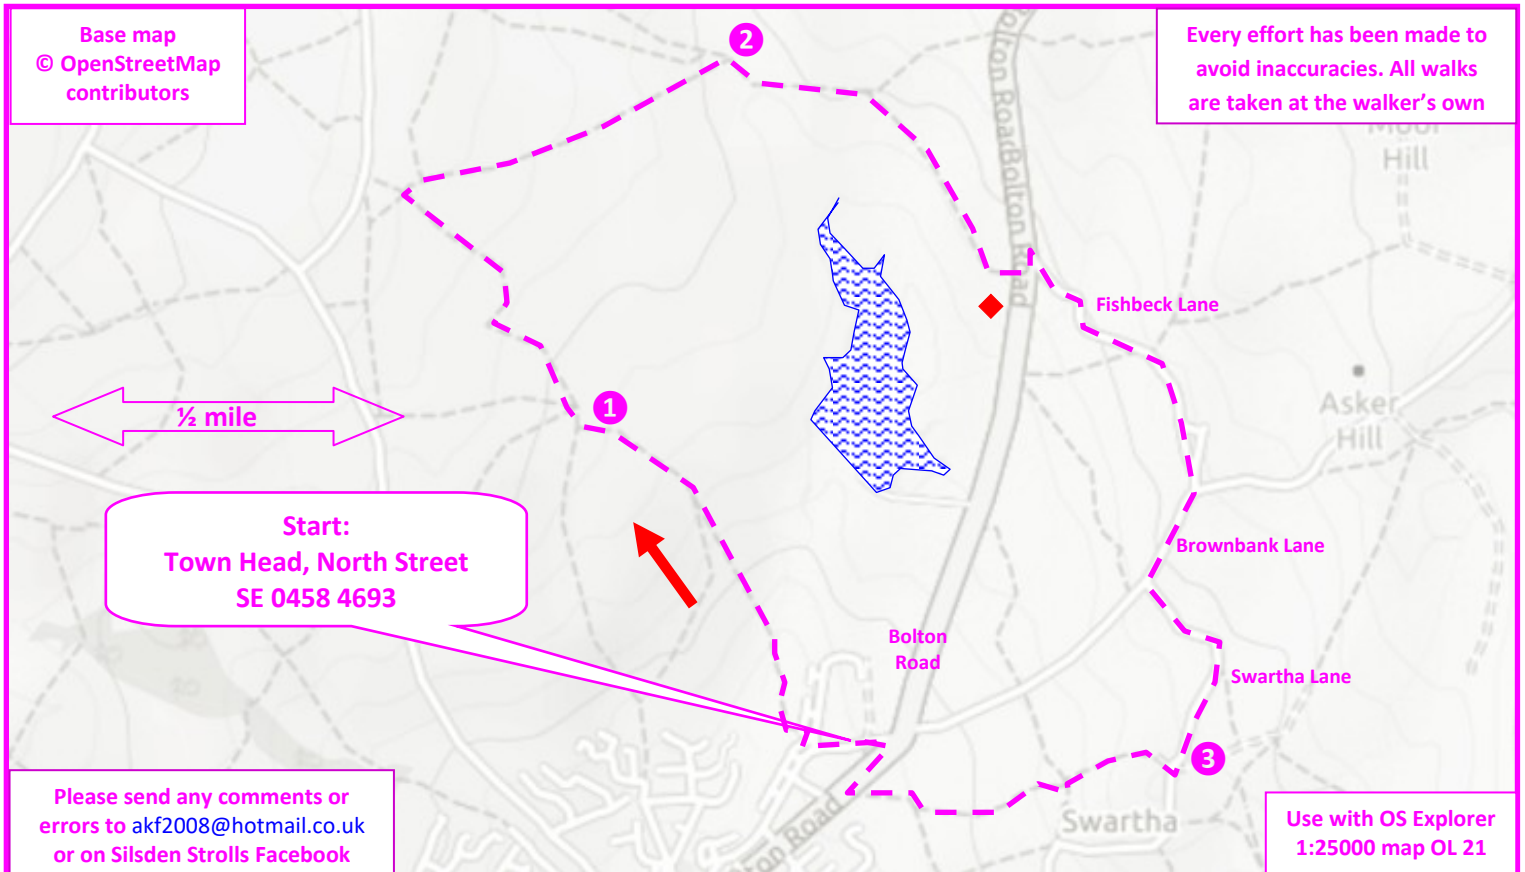 Base map
© OpenStreetMap
contributors
2
Every effort has been made to
avoid inaccuracies. All walks
are taken at the walker's own
Bolton Road
Bolton Road
Moor
Hill
Fishbeck Lane
Asker
Hill
½ mile
1
Start:
Town Head, North Street
SE 0458 4693
Brownbank Lane
Bolton
Road
Swartha Lane
3
Please send any comments or
errors to akf2008@hotmail.co.uk
or on Silsden Strolls Facebook
Road
Swartha
Use with OS Explorer
1:25000 map OL 21